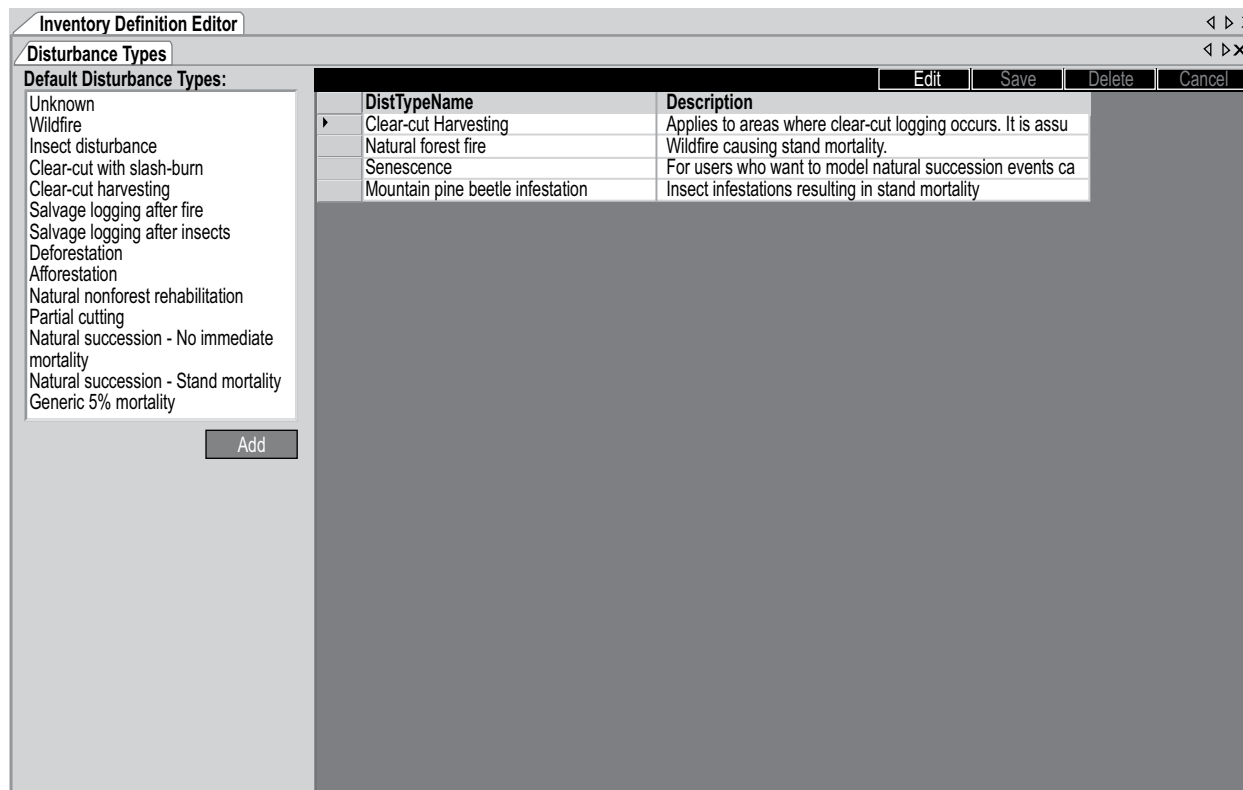 Inventory Definition Editor
Disturbance Types
Default Disturbance Types:
Unknown
Wildfire
Insect disturbance
Clear-cut with slash-burn
Clear-cut harvesting
Salvage logging after fire
Salvage logging after insects
Deforestation
Afforestation
Natural nonforest rehabilitation
Partial cutting
Natural succession - No immediate
mortality
Natural succession - Stand mortality
Generic 5% mortality
Add
Edit Save Delete Cancel
DistTypeName Description
Clear-cut Harvesting Applies to areas where clear-cut logging occurs. It is assu
Natural forest fire Wildfire causing stand mortality.
Senescence For users who want to model natural succession events ca
Mountain pine beetle infestation Insect infestations resulting in stand mortality